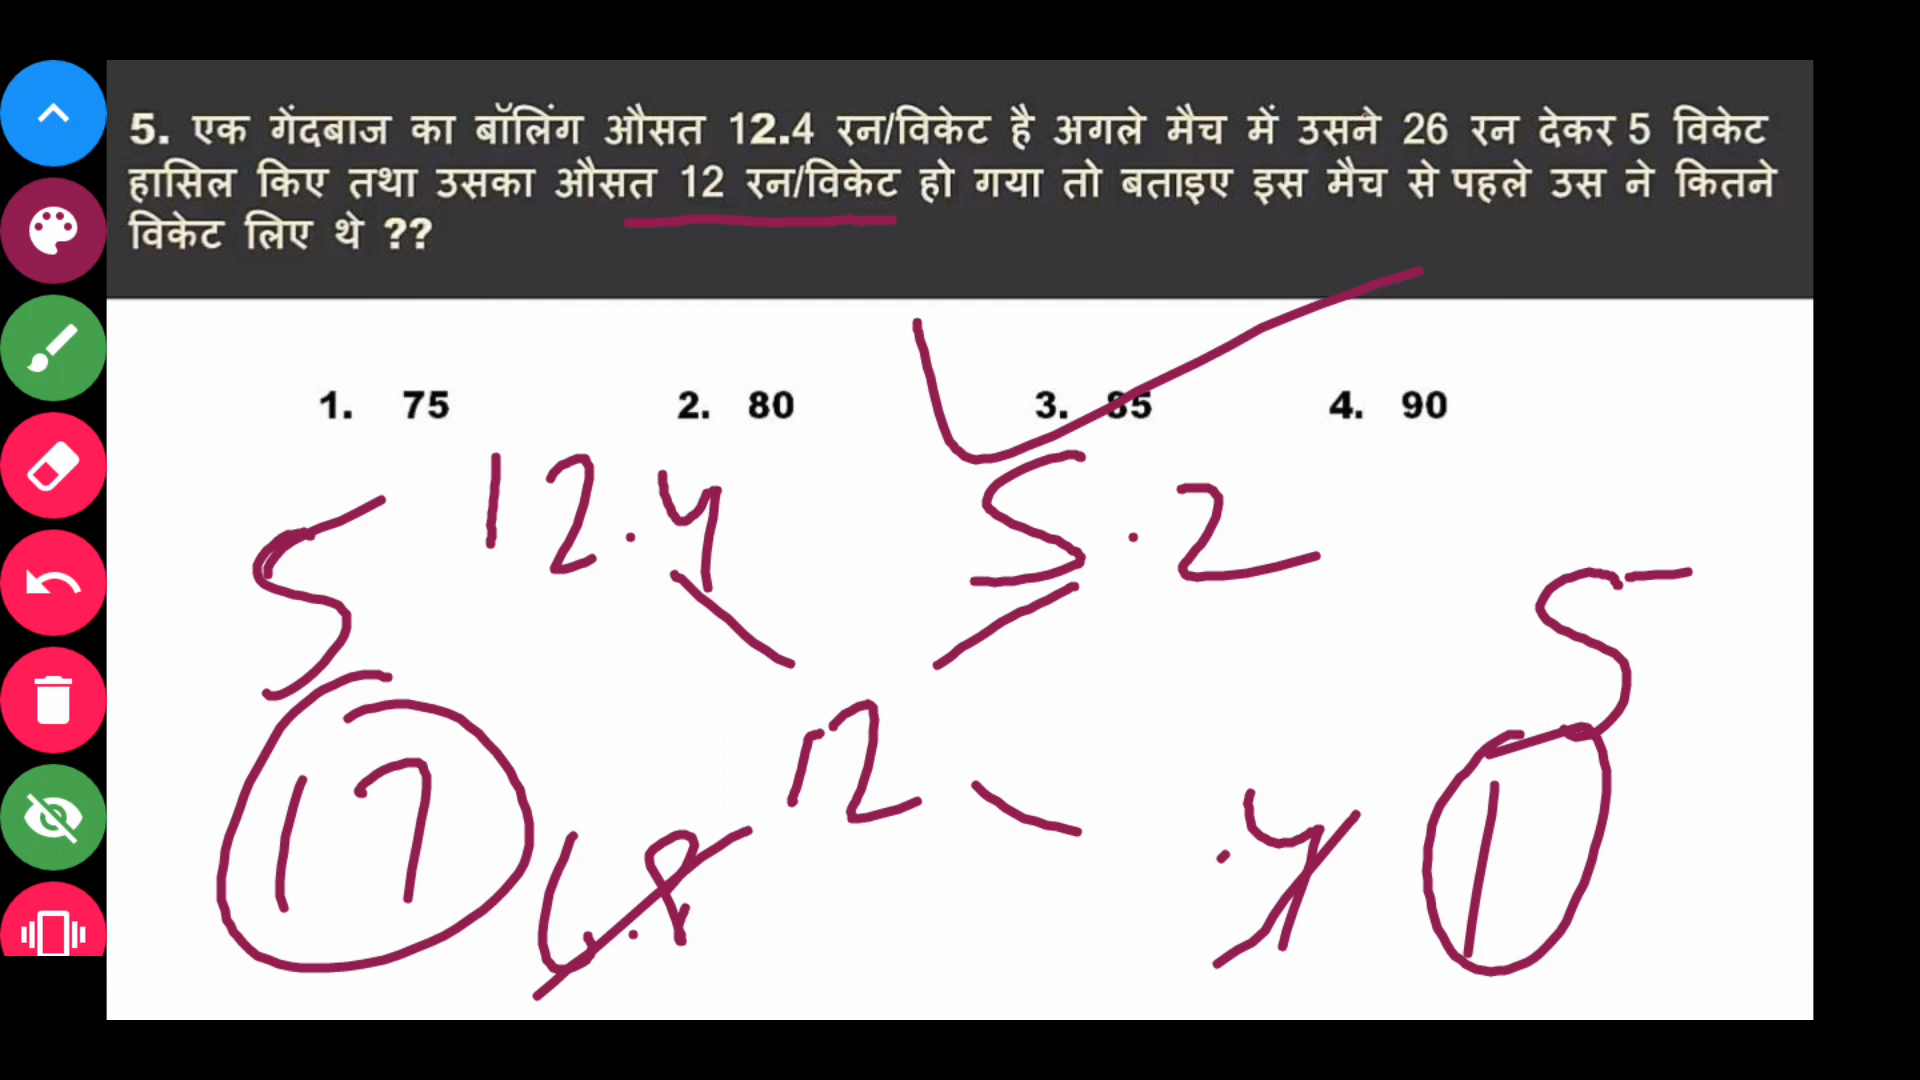 5. एक गेंदबाज का बॉलिंग औसत 12.4 रन/विकेट है अगले मैच में उसने 26 रन देकर 5 विकेट
हासिल किए तथा उसका औसत 12 रन/विकेट हो गया तो बताइए इस मैच से पहले उस ने कितने
विकेट लिए थे ??
1. 75 2. 80 3. 85 4. 90
5 12.4 5.2 5
12
17 6.8 .4 1